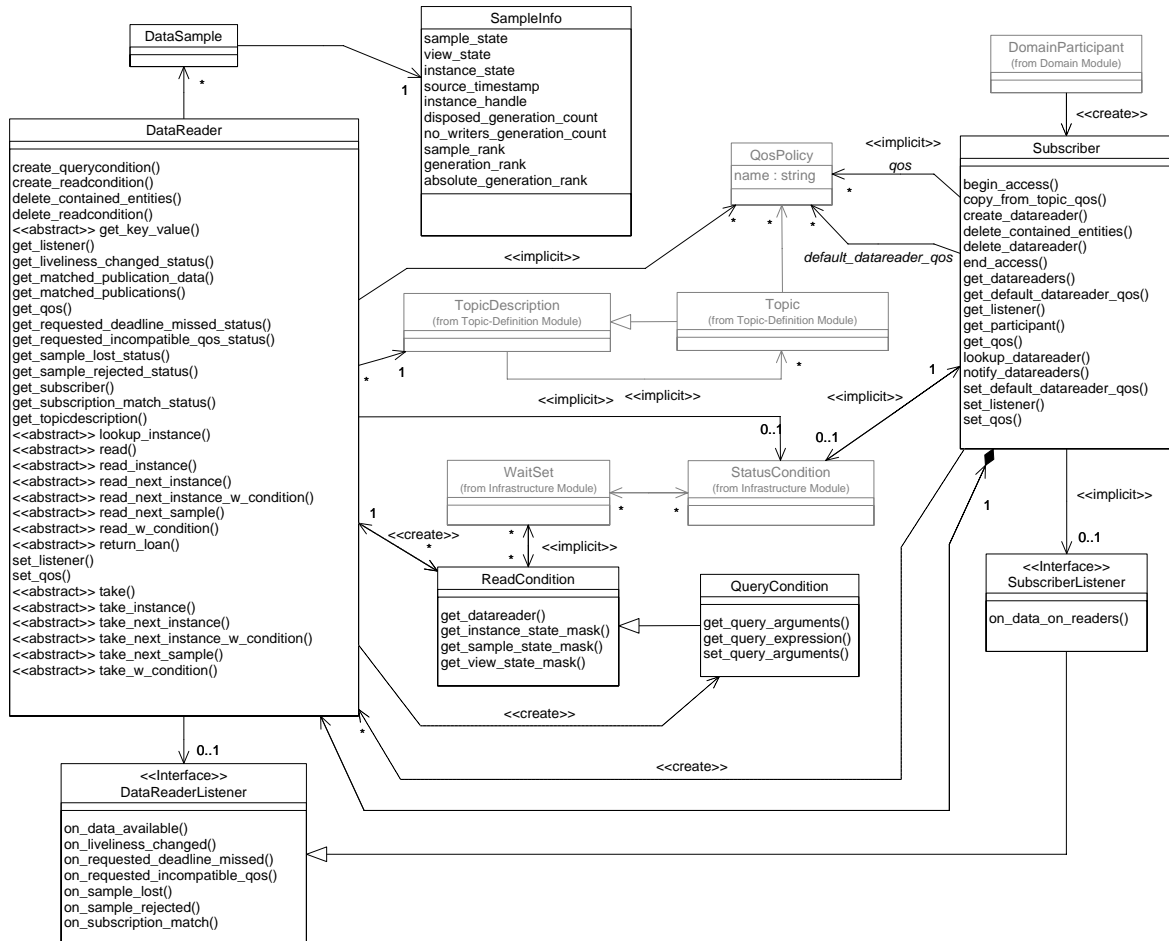 SampleInfo
sample_state
view_state
instance_state
source_timestamp
instance_handle
disposed_generation_count
no_writers_generation_count
sample_rank
generation_rank
absolute_generation_rank
DataSample
*
1
DomainParticipant
(from Domain Module)
<<create>>
DataReader
create_querycondition()
create_readcondition()
delete_contained_entities()
delete_readcondition()
<<abstract>> get_key_value()
get_listener()
get_liveliness_changed_status()
get_matched_publication_data()
get_matched_publications()
get_qos()
get_requested_deadline_missed_status()
get_requested_incompatible_qos_status()
get_sample_lost_status()
get_sample_rejected_status()
get_subscriber()
get_subscription_match_status()
get_topicdescription()
<<abstract>> lookup_instance()
<<abstract>> read()
<<abstract>> read_instance()
<<abstract>> read_next_instance()
<<abstract>> read_next_instance_w_condition()
<<abstract>> read_next_sample()
<<abstract>> read_w_condition()
<<abstract>> return_loan()
set_listener()
set_qos()
<<abstract>> take()
<<abstract>> take_instance()
<<abstract>> take_next_instance()
<<abstract>> take_next_instance_w_condition()
<<abstract>> take_next_sample()
<<abstract>> take_w_condition()
QosPolicy
name : string
<<implicit>>
qos
*
*
*
*
default_datareader_qos
<<implicit>>
Subscriber
begin_access()
copy_from_topic_qos()
create_datareader()
delete_contained_entities()
delete_datareader()
end_access()
get_datareaders()
get_default_datareader_qos()
get_listener()
get_participant()
get_qos()
lookup_datareader()
notify_datareaders()
set_default_datareader_qos()
set_listener()
set_qos()
TopicDescription
(from Topic-Definition Module)
Topic
(from Topic-Definition Module)
*
1
*
1
<<implicit>>
<<implicit>>
0..1
0..1
WaitSet
(from Infrastructure Module)
StatusCondition
(from Infrastructure Module)
*
*
1
<<create>>
*
*
*
<<implicit>>
1
<<implicit>>
0..1
ReadCondition
get_datareader()
get_instance_state_mask()
get_sample_state_mask()
get_view_state_mask()
QueryCondition
get_query_arguments()
get_query_expression()
set_query_arguments()
<<Interface>>
SubscriberListener
on_data_on_readers()
<<create>>
*
<<create>>
0..1
<<Interface>>
DataReaderListener
on_data_available()
on_liveliness_changed()
on_requested_deadline_missed()
on_requested_incompatible_qos()
on_sample_lost()
on_sample_rejected()
on_subscription_match()